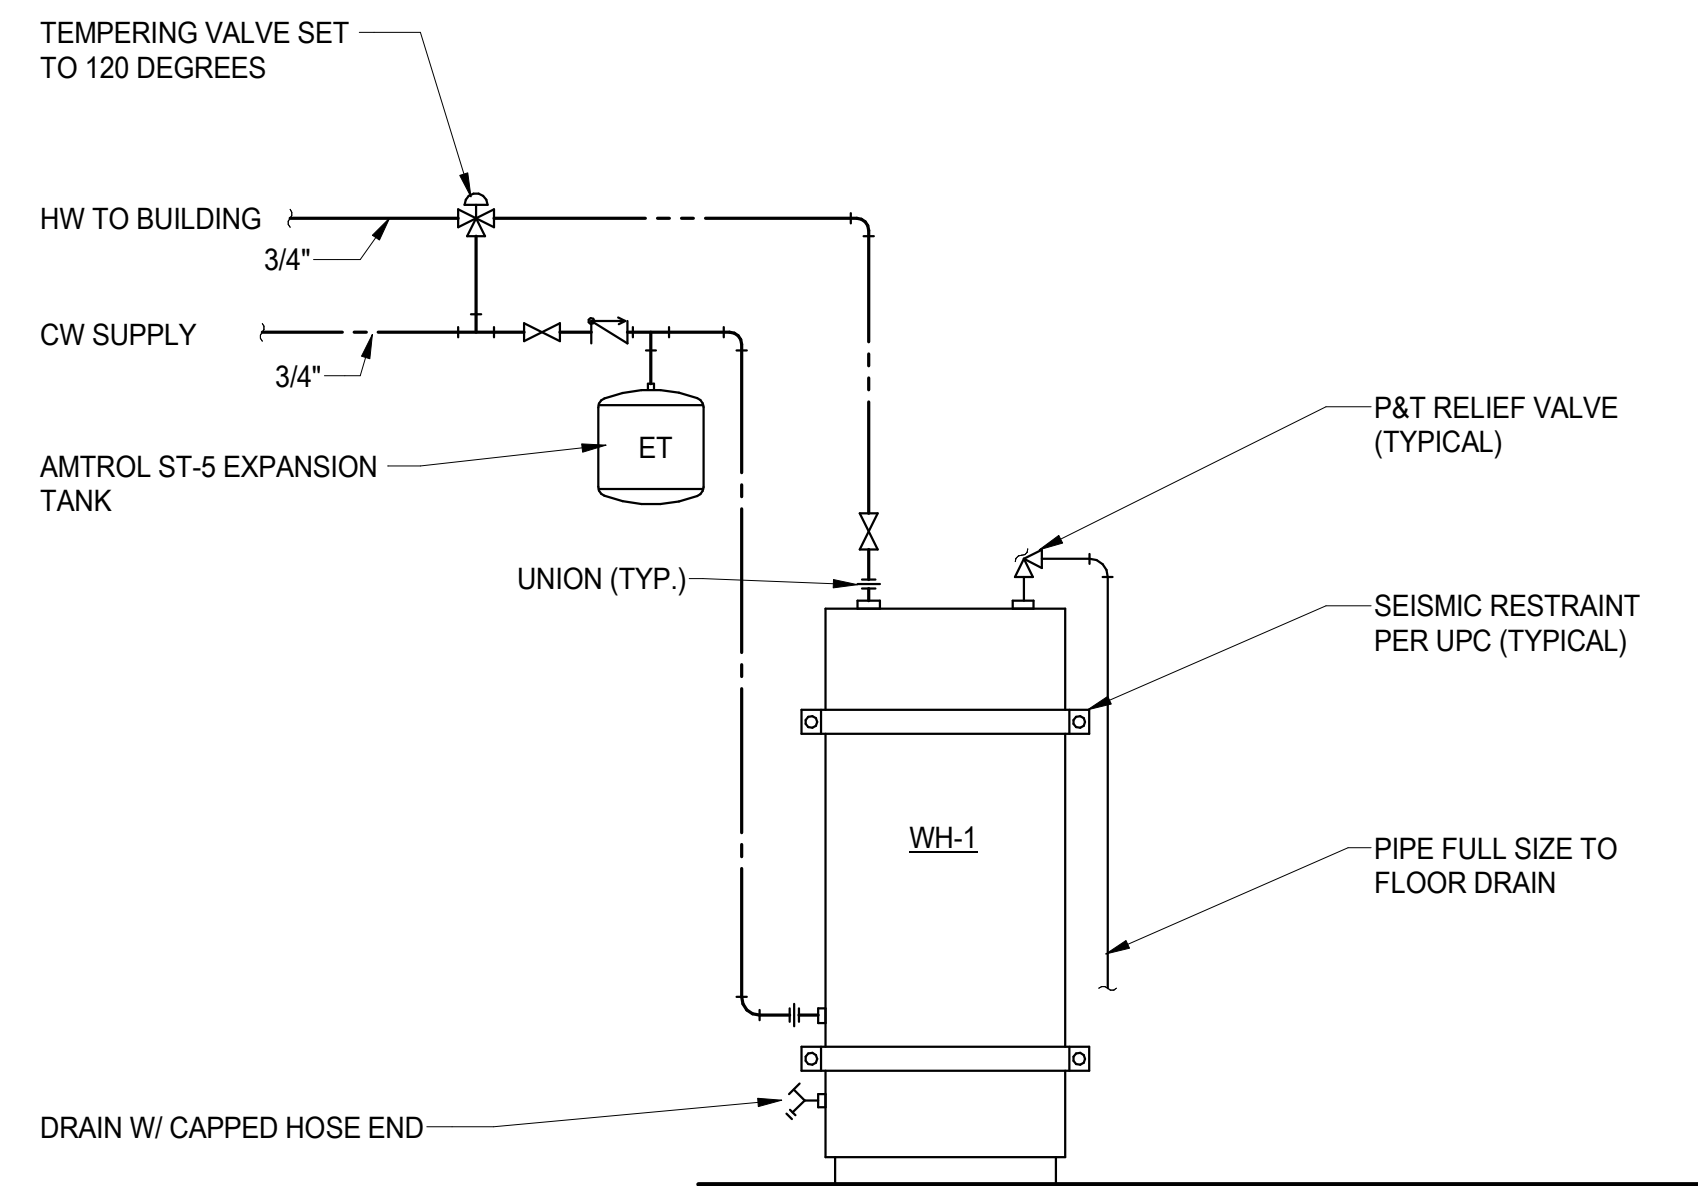 TEMPERING VALVE SET
TO 120 DEGREES
HW TO BUILDING
3/4"
CW SUPPLY
3/4"
AMTROL ST-5 EXPANSION
TANK
ET
UNION (TYP.)
P&T RELIEF VALVE
(TYPICAL)
SEISMIC RESTRAINT
PER UPC (TYPICAL)
WH-1
PIPE FULL SIZE TO
FLOOR DRAIN
DRAIN W/ CAPPED HOSE END